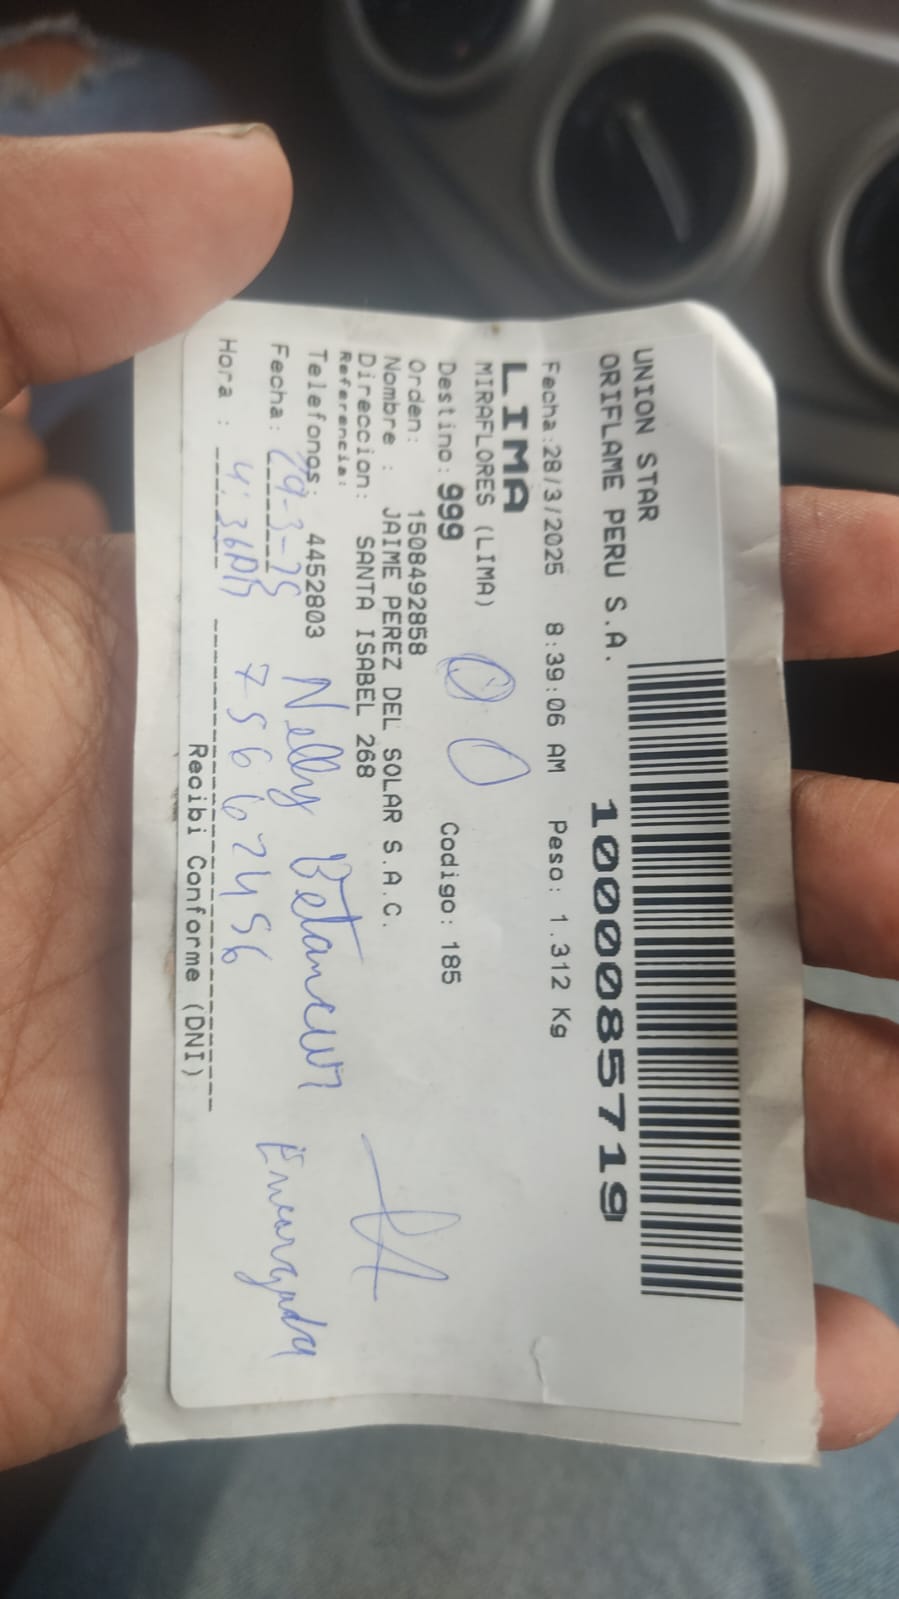 UNION STAR
ORIFLAME PERU S.A.
1000085719
Fecha:28/3/2025 8:39:06 AM Peso: 1.312 Kg
LIMA
MIRAFLORES (LIMA)
Destino: 999 Codigo: 185
Orden: 1508492858
Nombre : JAIME PEREZ DEL SOLAR S.A.C.
Direccion: SANTA ISABEL 268
Referencia:
Telefonos: 4452803
Nelly Betancur
Fecha: 29-3-25
Encargada
Hora : 4:36 75662456
Recibi Conforme (DNI)